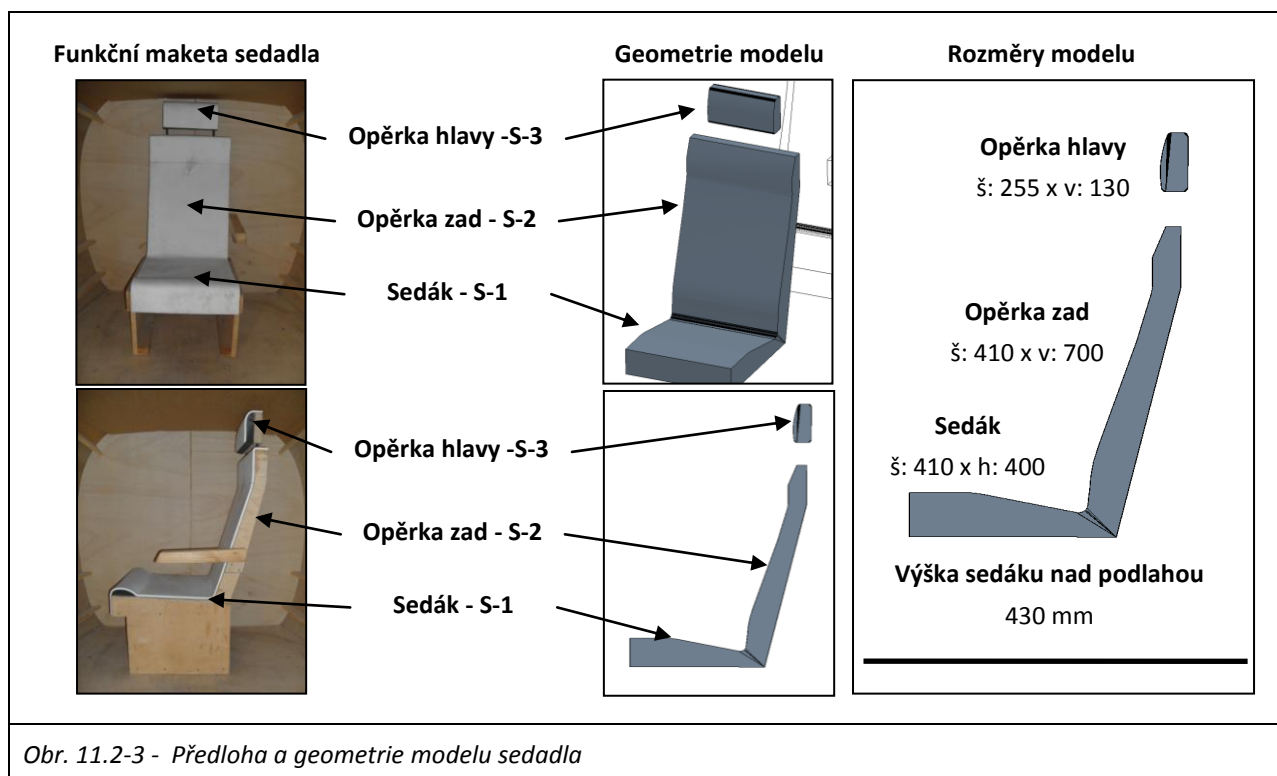 Funkční maketa sedadla
Geometrie modelu
Rozměry modelu
Opěrka hlavy -S-3
Opěrka zad - S-2
Sedák - S-1
Opěrka hlavy -S-3
Opěrka zad - S-2
Sedák - S-1
Opěrka hlavy
š: 255 x v: 130
Opěrka zad
š: 410 x v: 700
Sedák
š: 410 x h: 400
Výška sedáku nad podlahou
430 mm
Obr. 11.2-3 - Předloha a geometrie modelu sedadla